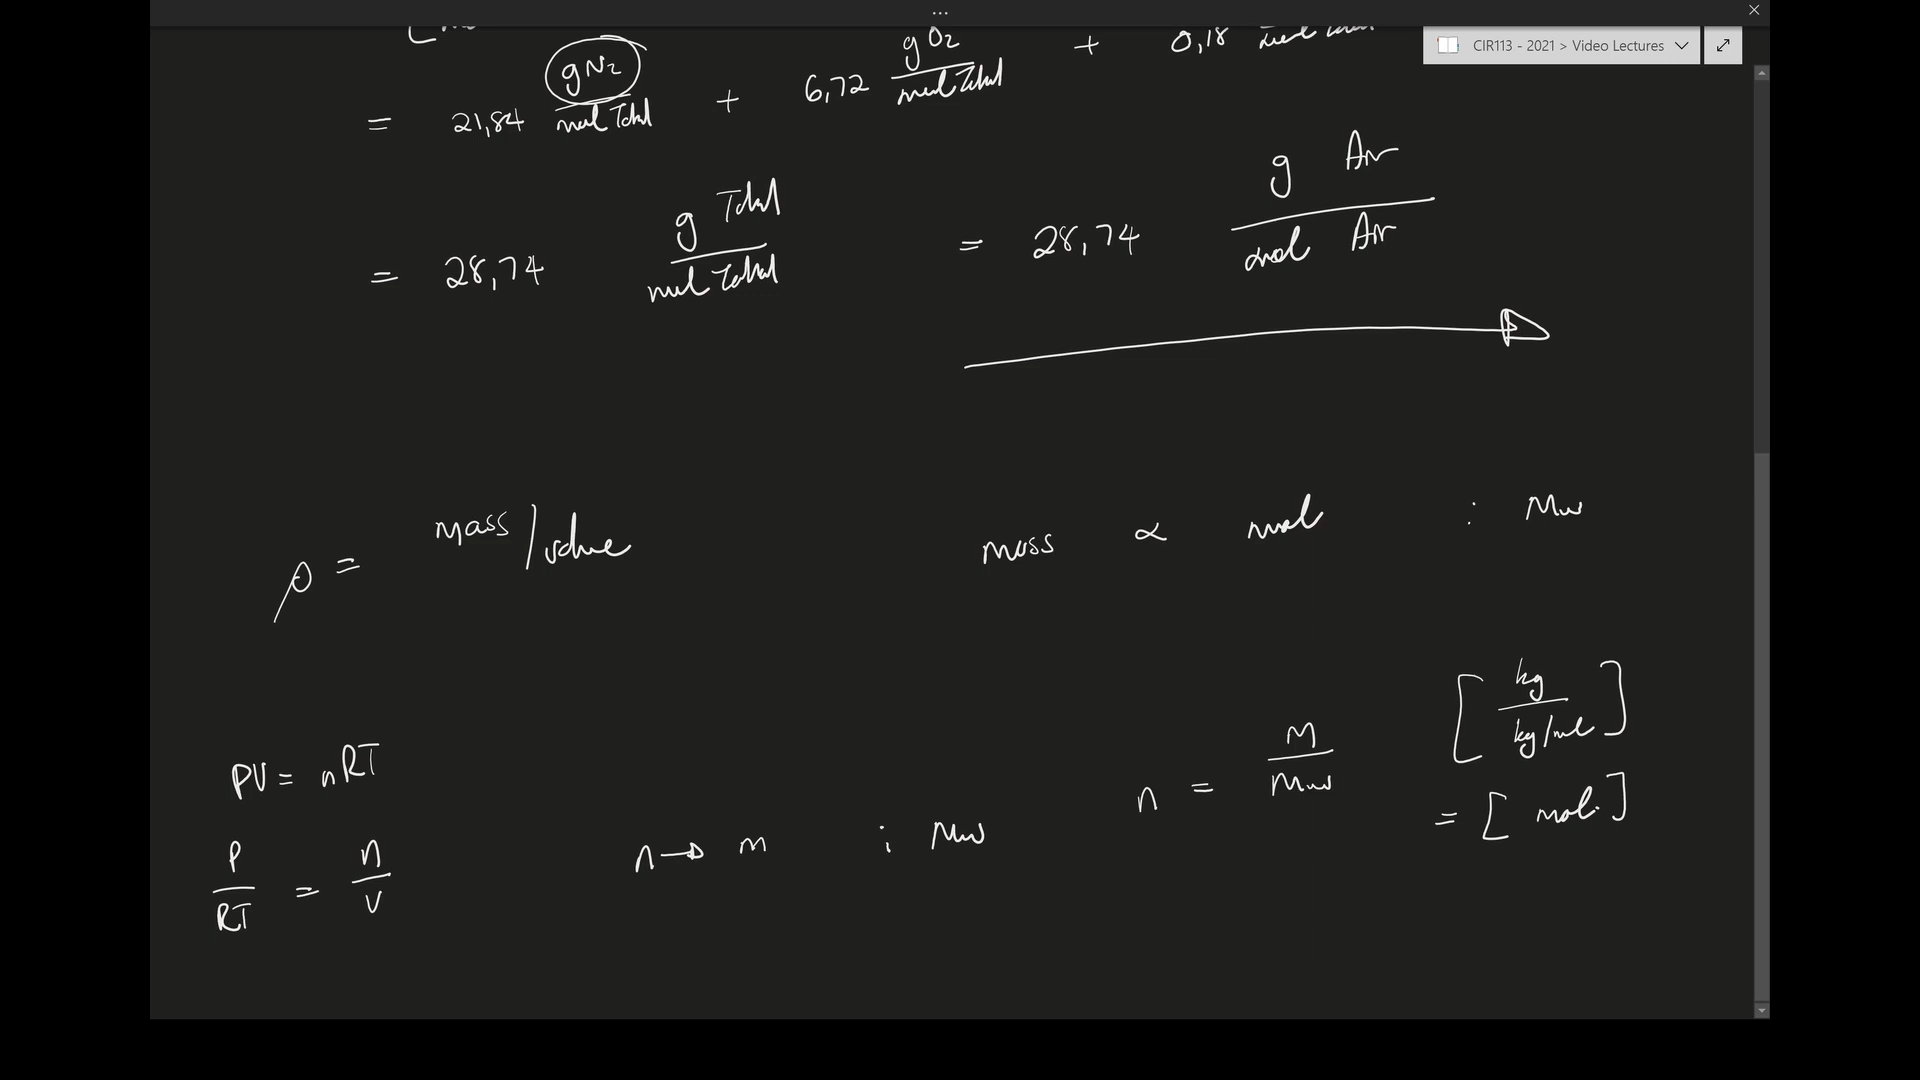 CIR113 - 2021 > Video Lectures
= 21,84 g N2 / mol Total + 6,72 g O2 / mol Total + 0,18
= 28,74 g Total / mol Total = 28,74 g Air / mol Air
ρ = mass / volume mass ∝ mol : Mw
PV = nRT n = M / Mw [ kg / kg/mol ]
= [ mol. ]
P / RT = n / V n → m ; Mw